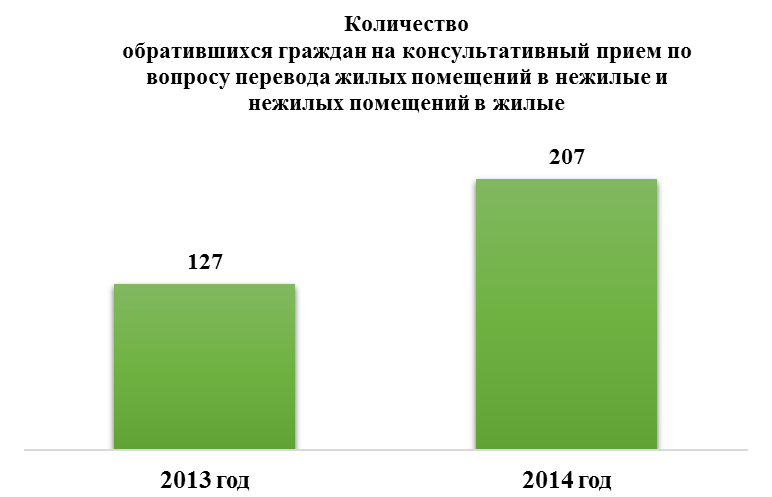 Количество
обратившихся граждан на консультативный прием по
вопросу перевода жилых помещений в нежилые и
нежилых помещений в жилые
207
127
2013 год
2014 год